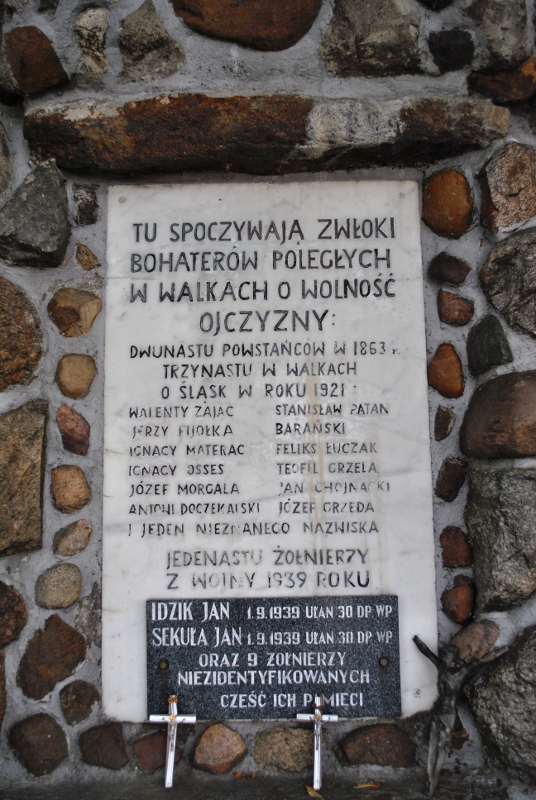 TU SPOCZYWAJĄ ZWŁOKI
BOHATERÓW POLEGŁYCH
W WALKACH O WOLNOŚĆ
OJCZYZNY:
DWUNASTU POWSTAŃCÓW W 1863 r.
TRZYNASTU W WALKACH
O ŚLĄSK W ROKU 1921:
WALENTY ZAJĄC STANISŁAW PATAN
JERZY FIJOŁKA BARAŃSKI
IGNACY MATERAC FELIKS ŁUCZAK
IGNACY OSSES TEOFIL GRZELA
JÓZEF MORGALA JAN CHOJNACKI
ANTONI DOCZEKALSKI JÓZEF GRZEDA
I JEDEN NIEZNANEGO NAZWISKA
JEDENASTU ŻOŁNIERZY
Z WOJNY 1939 ROKU
IDZIK JAN 1.9.1939 UŁAN 30 DP WP
SEKUŁA JAN 1.9.1939 UŁAN 30 DP WP
ORAZ 9 ŻOŁNIERZY
NIEZIDENTYFIKOWANYCH
CZEŚĆ ICH PAMIĘCI